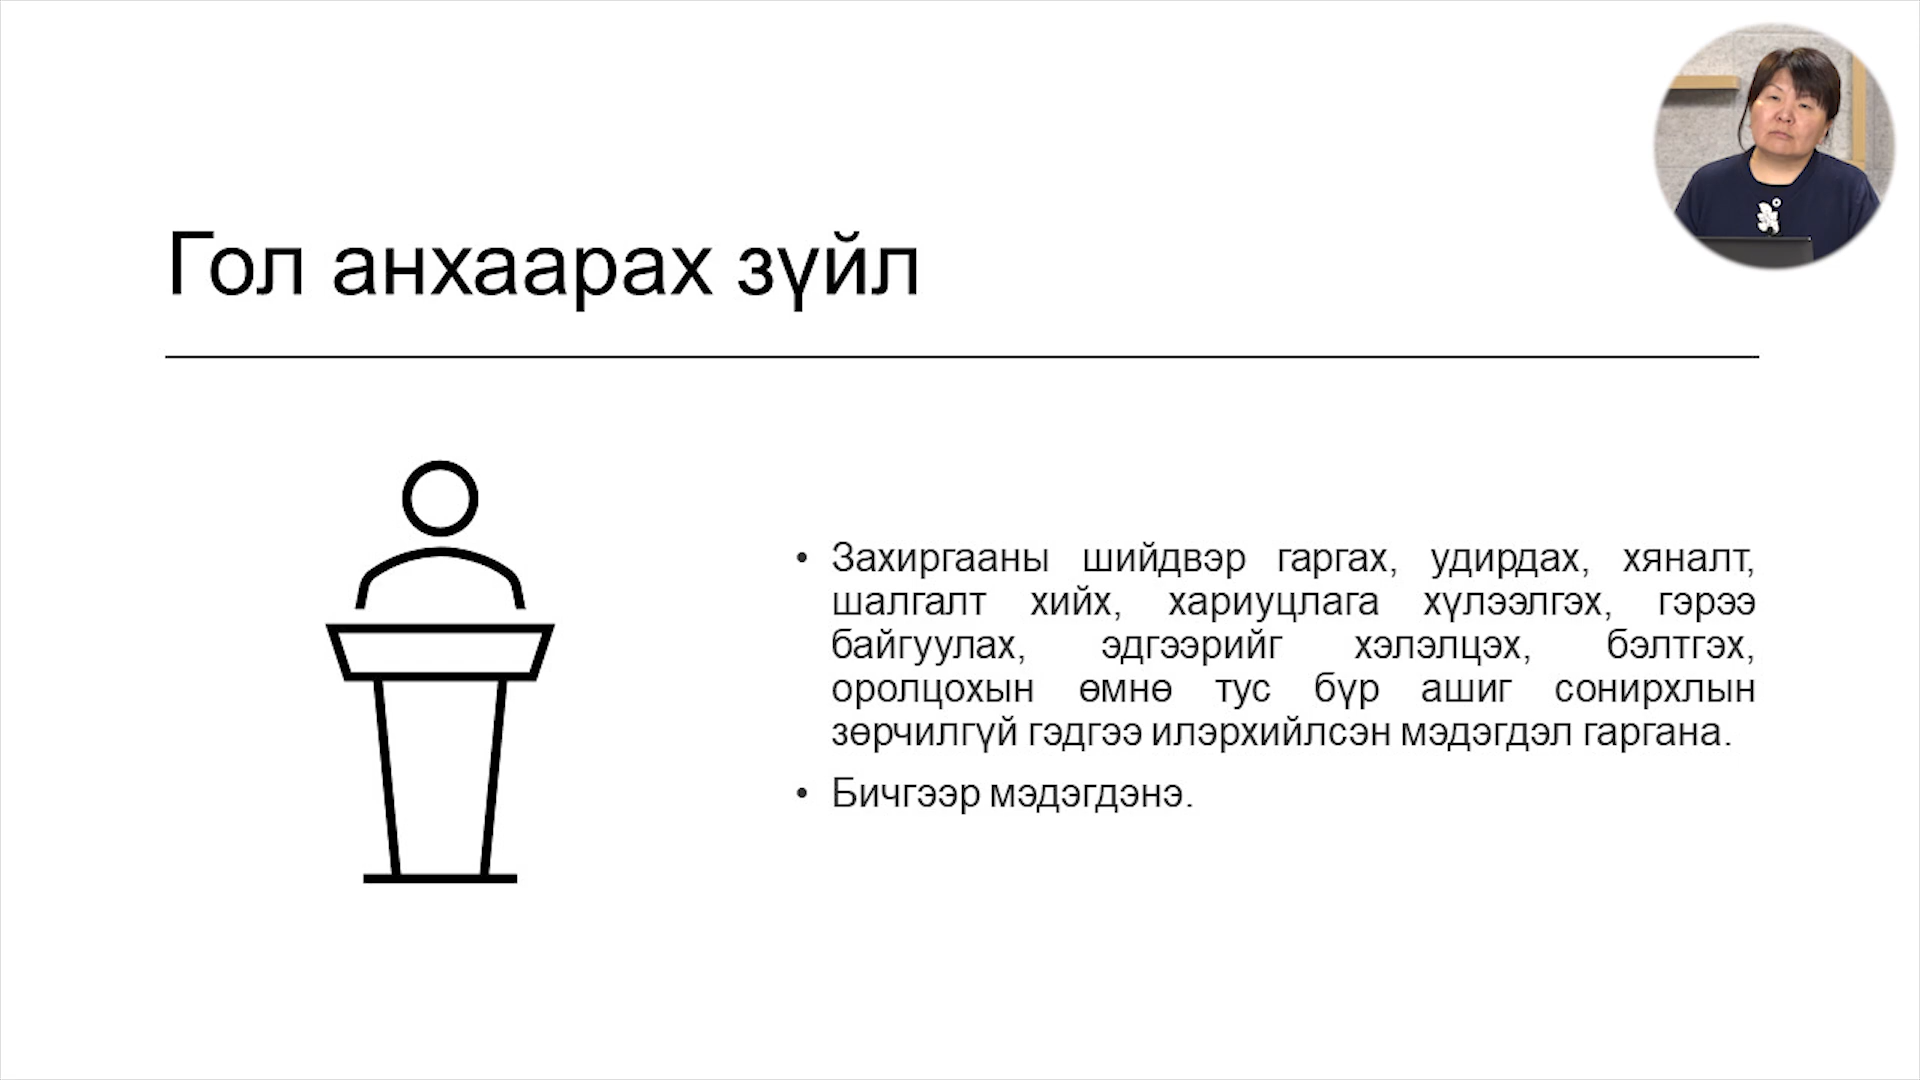 Гол анхаарах зүйл
• Захиргааны шийдвэр гаргах, удирдах, хяналт,
шалгалт хийх, хариуцлага хүлээлгэх, гэрээ
байгуулах, эдгээрийг хэлэлцэх, бэлтгэх,
оролцохын өмнө тус бүр ашиг сонирхлын
зөрчилгүй гэдгээ илэрхийлсэн мэдэгдэл гаргана.
• Бичгээр мэдэгдэнэ.